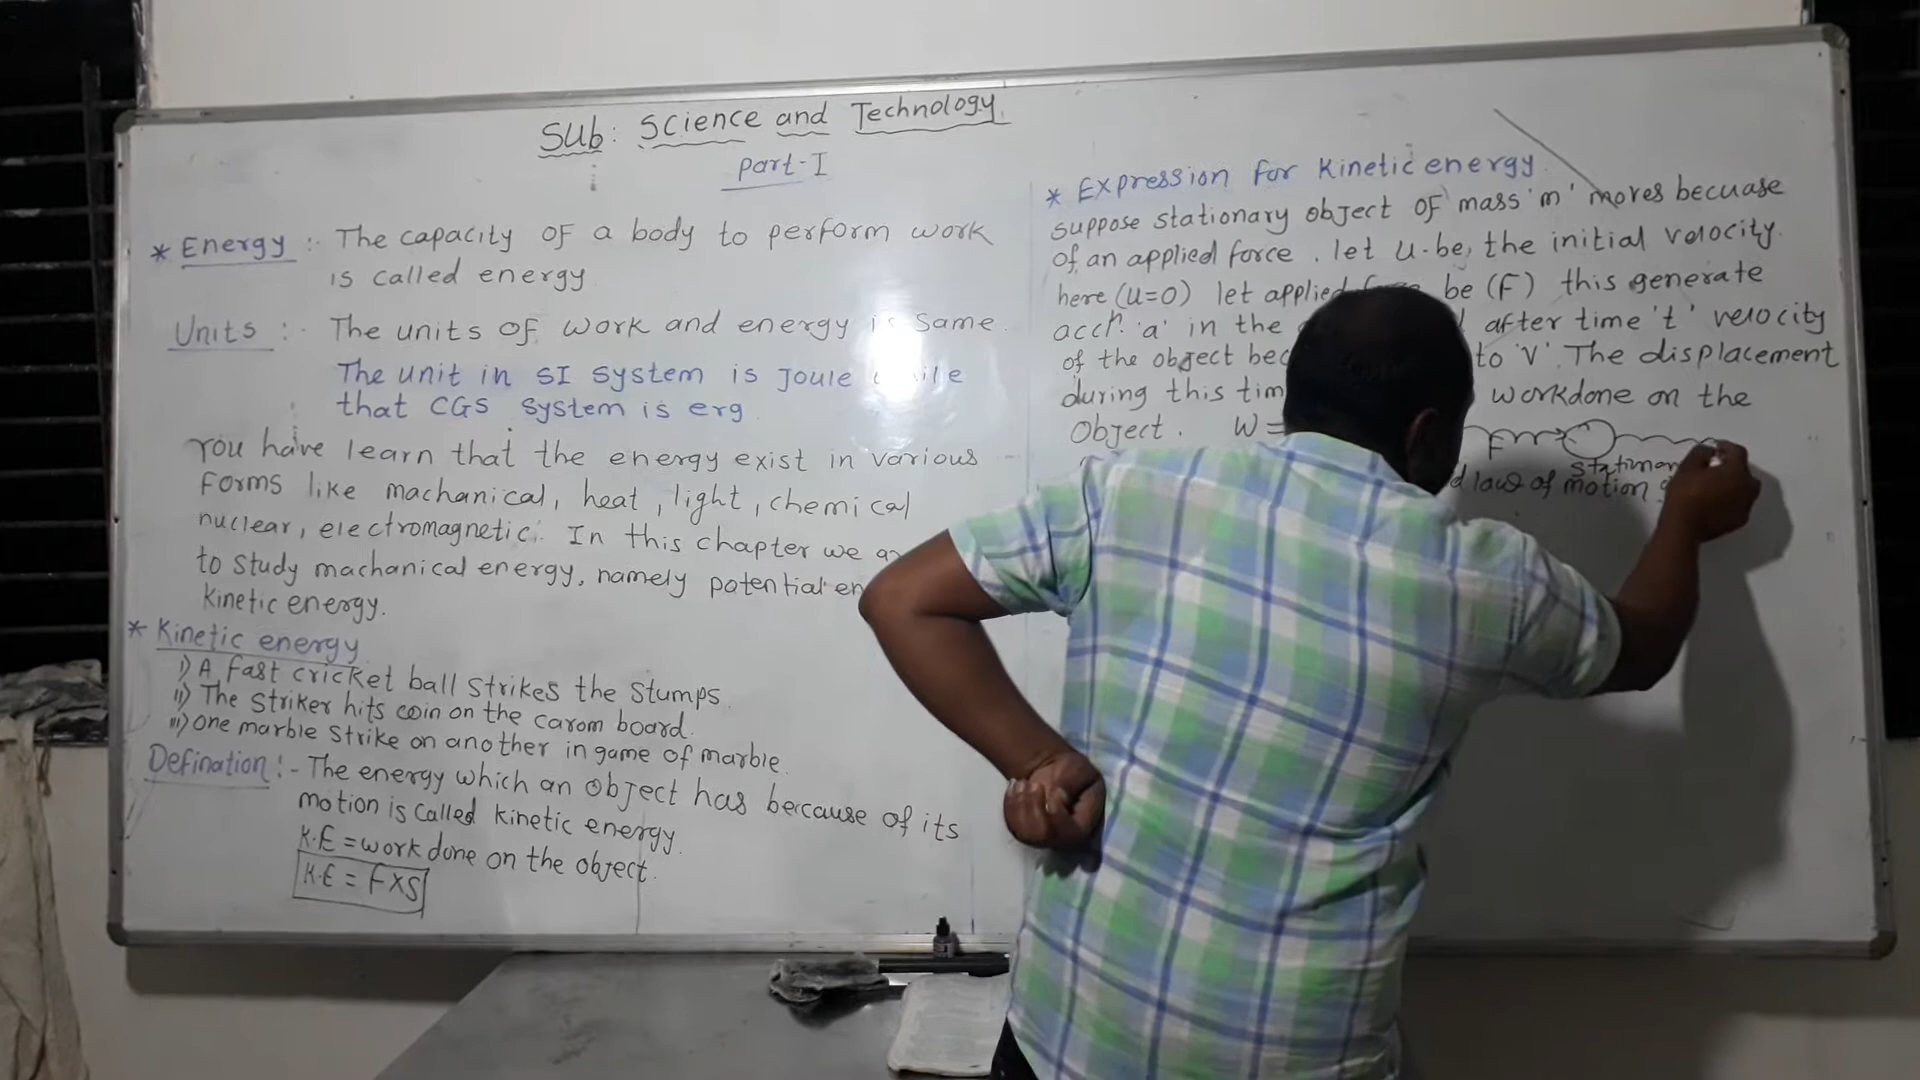 Sub: Science and Technology
part-I
* Energy :- The capacity of a body to perform work
is called energy
Units :- The units of work and energy is same.
The unit in SI system is Joule while
that CGS system is erg
You have learn that the energy exist in various
forms like machanical, heat, light, chemical
nuclear, electromagnetic. In this chapter we
to study machanical energy, namely potential en
kinetic energy.
* Kinetic energy
i) A fast cricket ball strikes the stumps.
ii) The striker hits coin on the carom board.
iii) One marble strike on another in game of marble.
Defination :- The energy which an object has beccause of its
motion is called kinetic energy.
K.E = work done on the object.
K.E = F×S
* Expression for Kinetic energy
suppose stationary object of mass 'm' moves becuase
of an applied force. let u-be, the initial velocity.
here (u=0) let applied be (F) this generate
accn 'a' in the after time 't' velocity
of the object bec to 'V'. The displacement
during this tim workdone on the
object. W =
F
Stationar
d law of motion